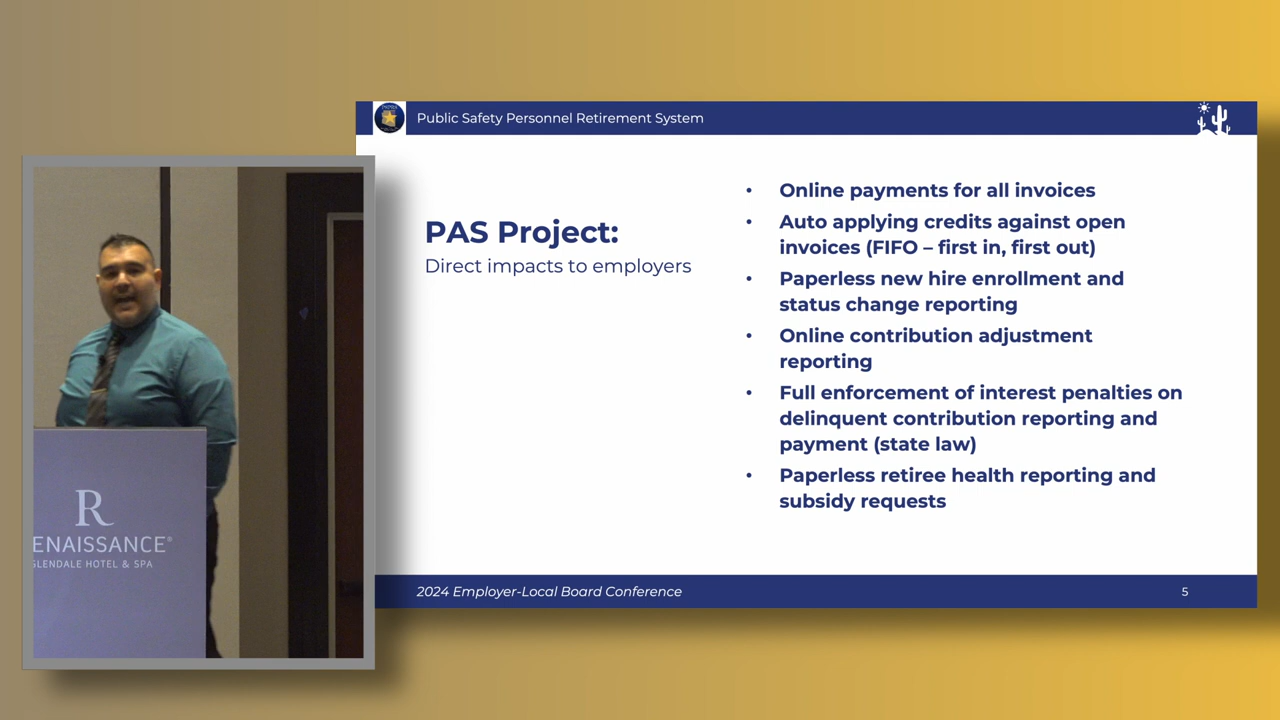 Public Safety Personnel Retirement System
PAS Project:
Direct impacts to employers
• Online payments for all invoices
• Auto applying credits against open
invoices (FIFO – first in, first out)
• Paperless new hire enrollment and
status change reporting
• Online contribution adjustment
reporting
• Full enforcement of interest penalties on
delinquent contribution reporting and
payment (state law)
• Paperless retiree health reporting and
subsidy requests
2024 Employer-Local Board Conference
5
R
ENAISSANCE®
GLENDALE HOTEL & SPA